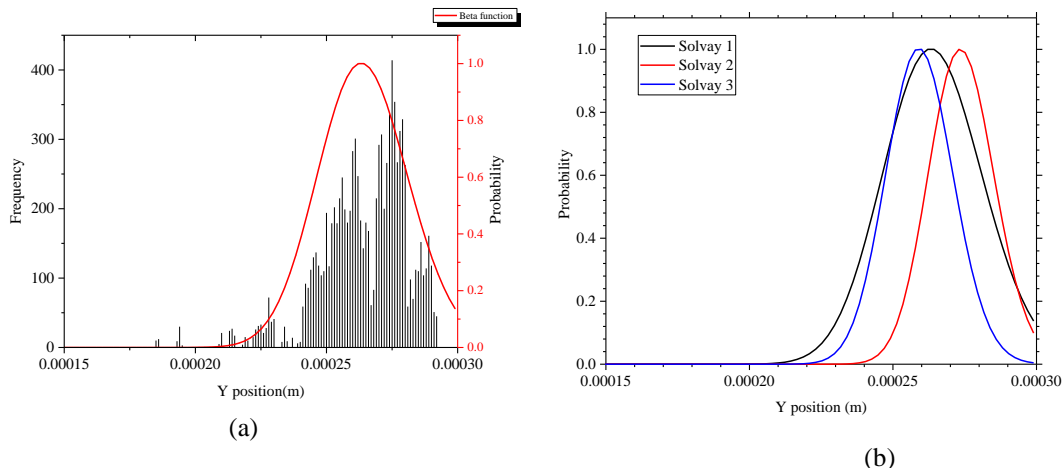 Beta function
400
300
200
100
0
Frequency
1.0
0.8
0.6
0.4
0.2
0.0
Probability
0.00015
0.00020
0.00025
0.00030
Y position(m)
(a)
Solvay 1
Solvay 2
Solvay 3
1.0
0.8
0.6
0.4
0.2
0.0
Probability
0.00015
0.00020
0.00025
0.00030
Y position (m)
(b)